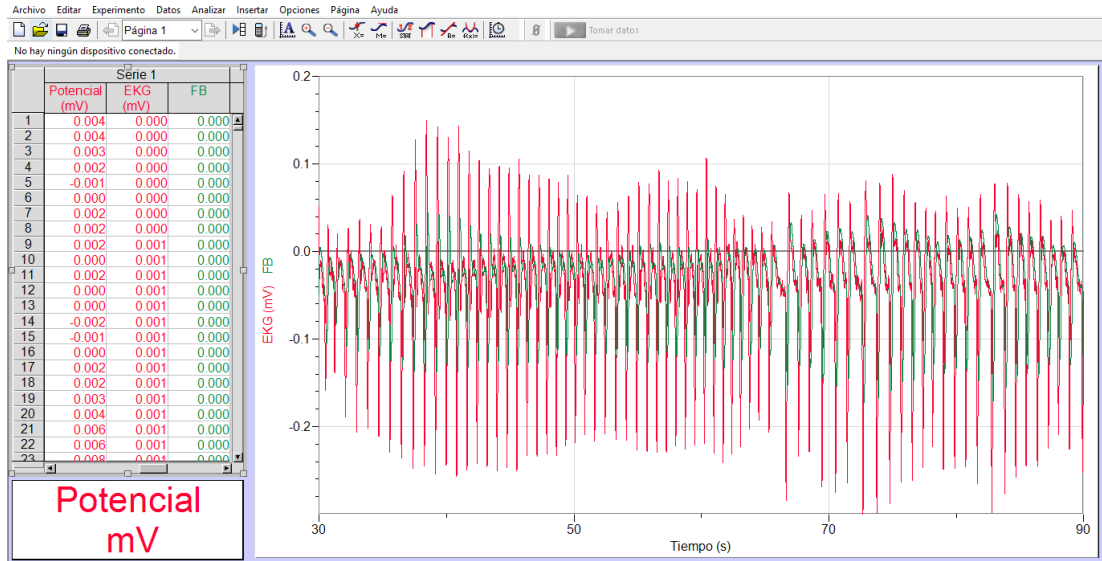 Archivo Editar Experimento Datos Analizar Insertar Opciones Página Ayuda
Página 1
Tomar datos
No hay ningún dispositivo conectado.
Serie 1
Potencial (mV) EKG (mV) FB
1 0.004 0.000 0.000
2 0.004 0.000 0.000
3 0.003 0.000 0.000
4 0.002 0.000 0.000
5 -0.001 0.000 0.000
6 0.000 0.000 0.000
7 0.002 0.000 0.000
8 0.002 0.000 0.000
9 0.002 0.001 0.000
10 0.000 0.001 0.000
11 0.002 0.001 0.000
12 0.000 0.001 0.000
13 0.000 0.001 0.000
14 -0.002 0.001 0.000
15 -0.001 0.001 0.000
16 0.000 0.001 0.000
17 0.002 0.001 0.000
18 0.002 0.001 0.000
19 0.003 0.001 0.000
20 0.004 0.001 0.000
21 0.006 0.001 0.000
22 0.006 0.001 0.000
23 0.008 0.001 0.000
Potencial
mV
EKG (mV) FB
0.2
0.1
0.0
-0.1
-0.2
30 50 70 90
Tiempo (s)